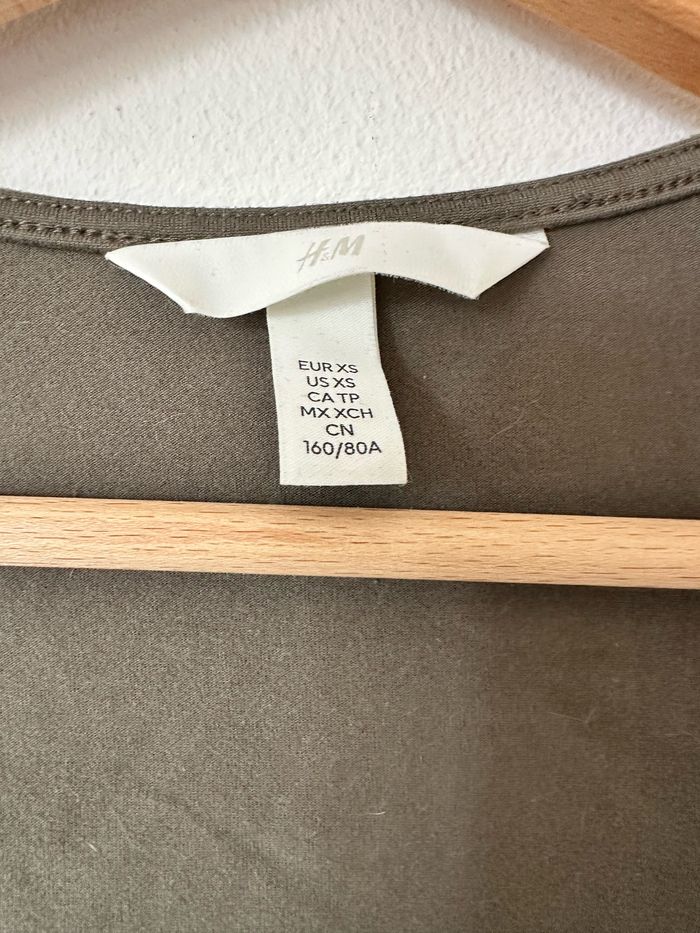 H&M
EUR XS
US XS
CA TP
MX XCH
CN
160/80A